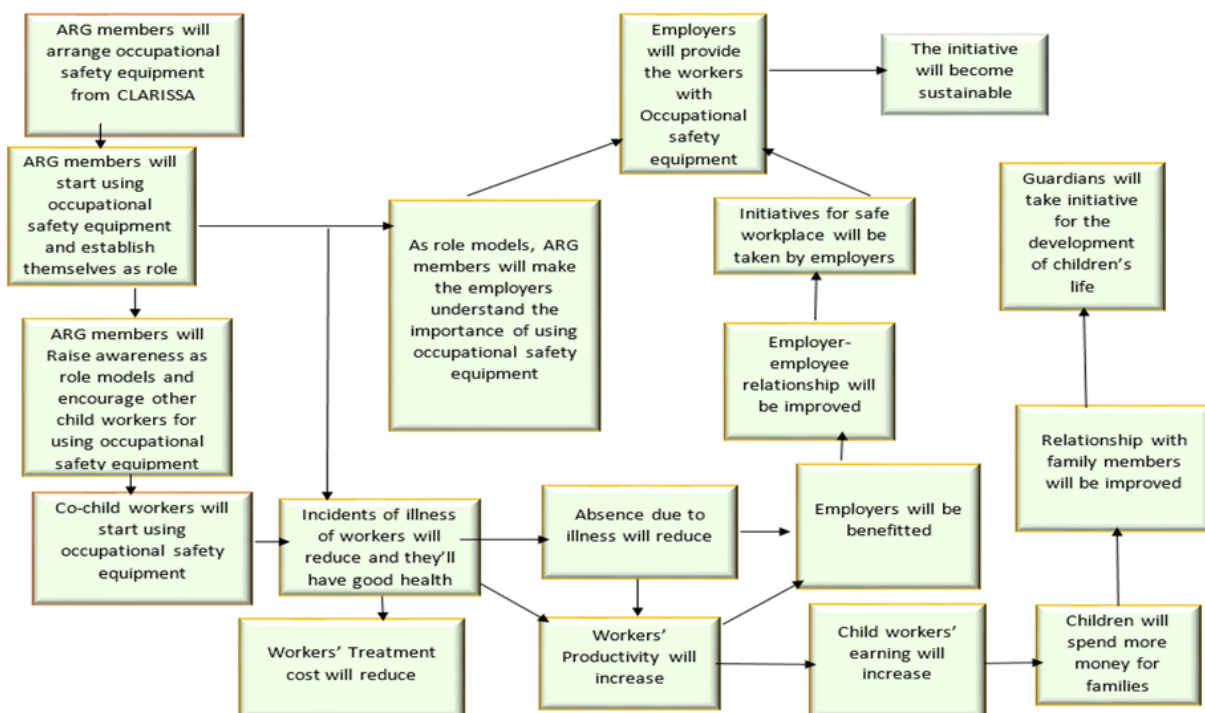 ARG members will
arrange occupational
safety equipment
from CLARISSA
ARG members will
start using
occupational
safety equipment
and establish
themselves as role
ARG members will
Raise awareness as
role models and
encourage other
child workers for
using occupational
safety equipment
Co-child workers will
start using
occupational safety
equipment
As role models, ARG
members will make
the employers
understand the
importance of using
occupational safety
equipment
Employers
will provide
the workers
with
Occupational
safety
equipment
The initiative
will become
sustainable
Initiatives for safe
workplace will be
taken by employers
Employer-
employee
relationship will
be improved
Incidents of illness
of workers will
reduce and they'll
have good health
Absence due to
illness will reduce
Employers will be
benefitted
Workers' Treatment
cost will reduce
Workers'
Productivity will
increase
Child workers'
earning will
increase
Children will
spend more
money for
families
Relationship with
family members
will be improved
Guardians will
take initiative
for the
development
of children's
life